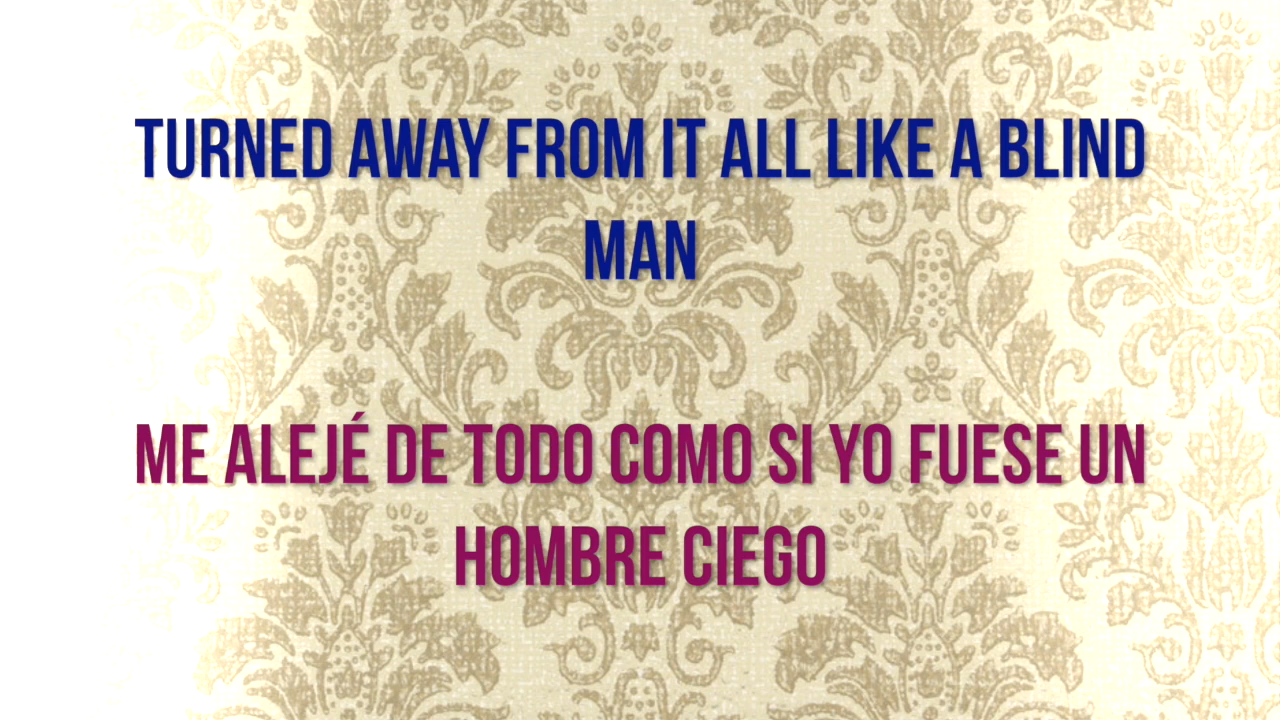 TURNED AWAY FROM IT ALL LIKE A BLIND
MAN
ME ALEJÉ DE TODO COMO SI YO FUESE UN
HOMBRE CIEGO